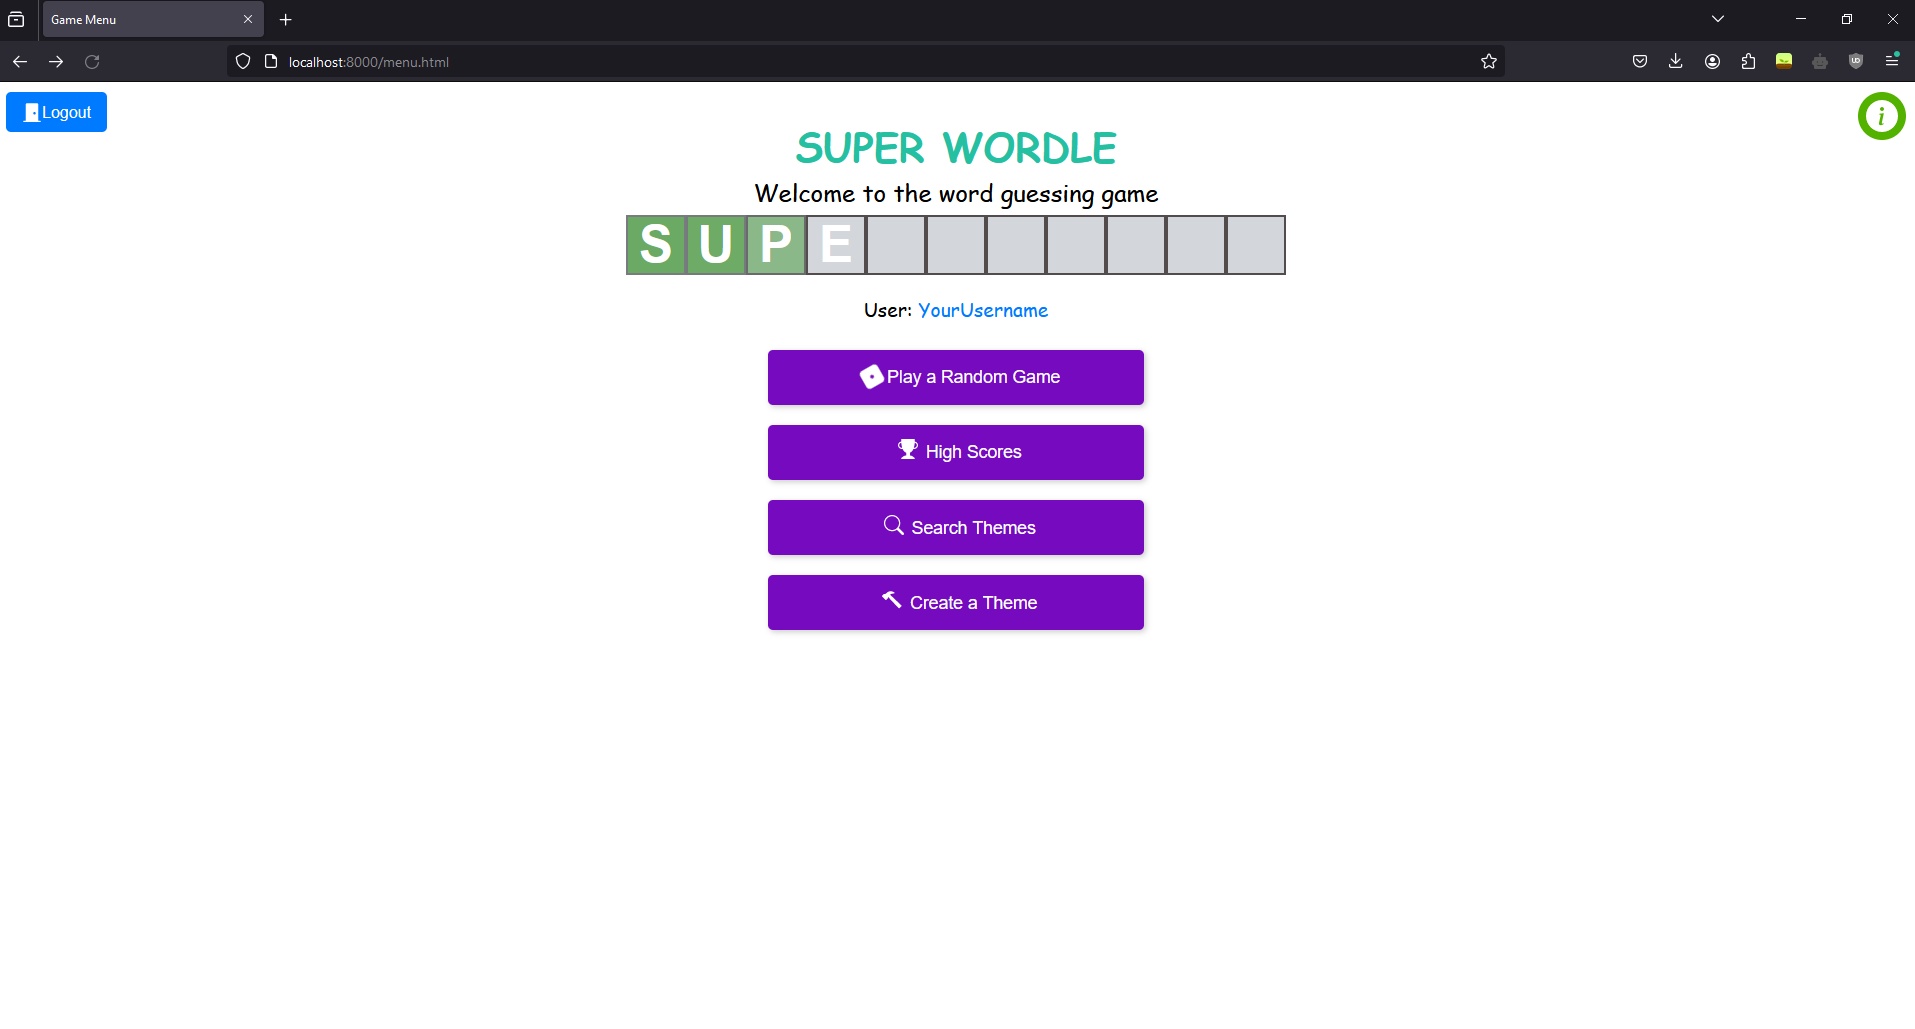 Game Menu
localhost:8000/menu.html
Logout
i
SUPER WORDLE
Welcome to the word guessing game
SUPE
User: YourUsername
Play a Random Game
High Scores
Search Themes
Create a Theme